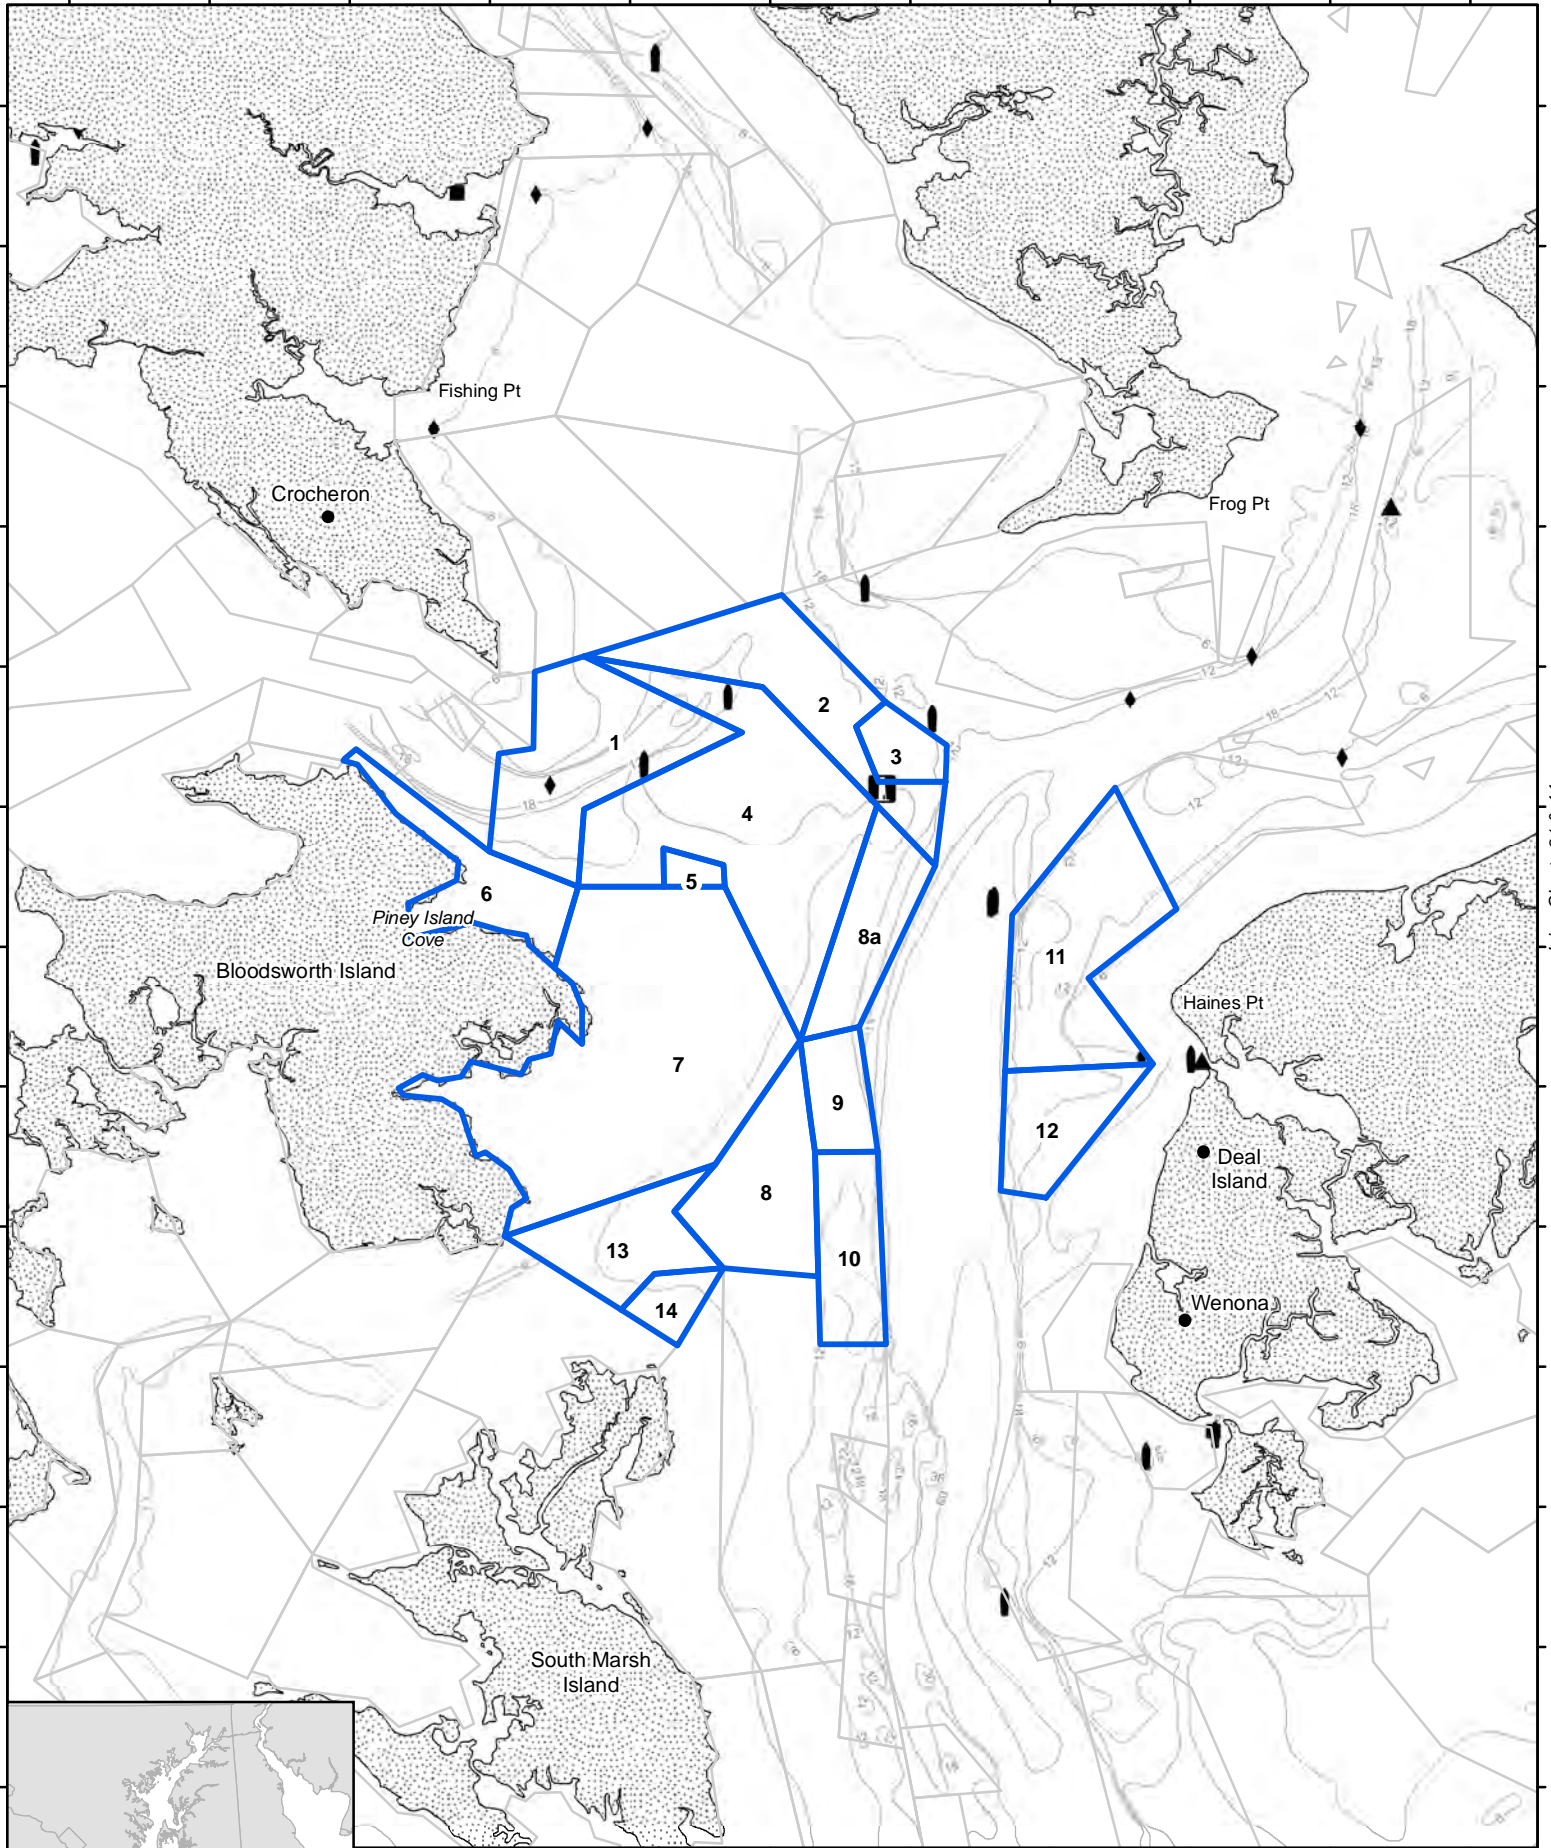 Fishing Pt
Crocheron
Frog Pt
1
2
3
4
5
6
Piney Island
Cove
Bloodsworth Island
7
8a
11
Haines Pt
9
12
Deal
Island
8
13
10
14
Wenona
South Marsh
Island